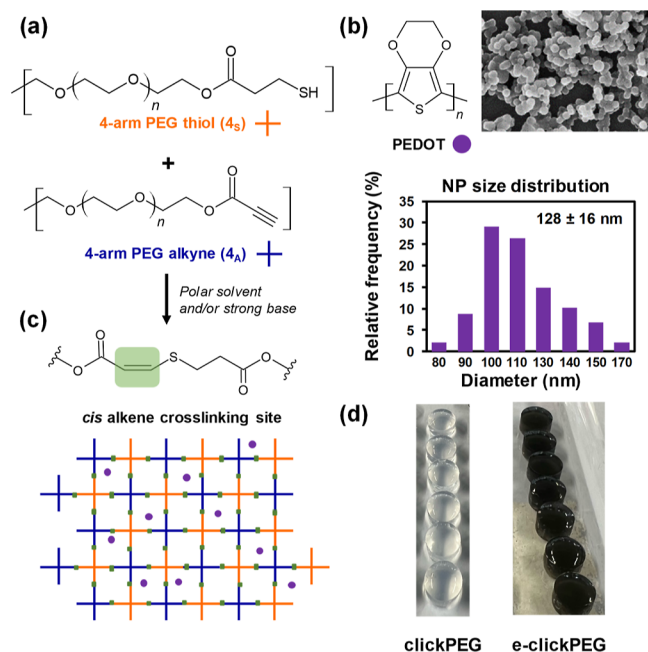 (a)
O
O
n
O
O
SH
4-arm PEG thiol (4S)
+
O
O
n
O
O
4-arm PEG alkyne (4A)
Polar solvent
and/or strong base
(b)
O
O
S
n
PEDOT
NP size distribution
128 ± 16 nm
Relative frequency (%)
35
30
25
20
15
10
5
0
80 90 100 110 130 140 150 170
Diameter (nm)
(c)
O
O
S
O
O
cis alkene crosslinking site
(d)
clickPEG
e-clickPEG